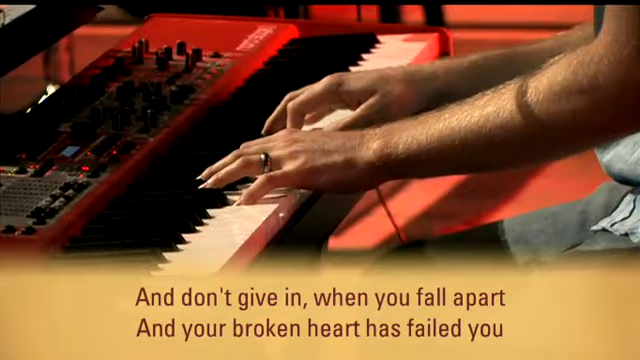 And don't give in, when you fall apart
And your broken heart has failed you